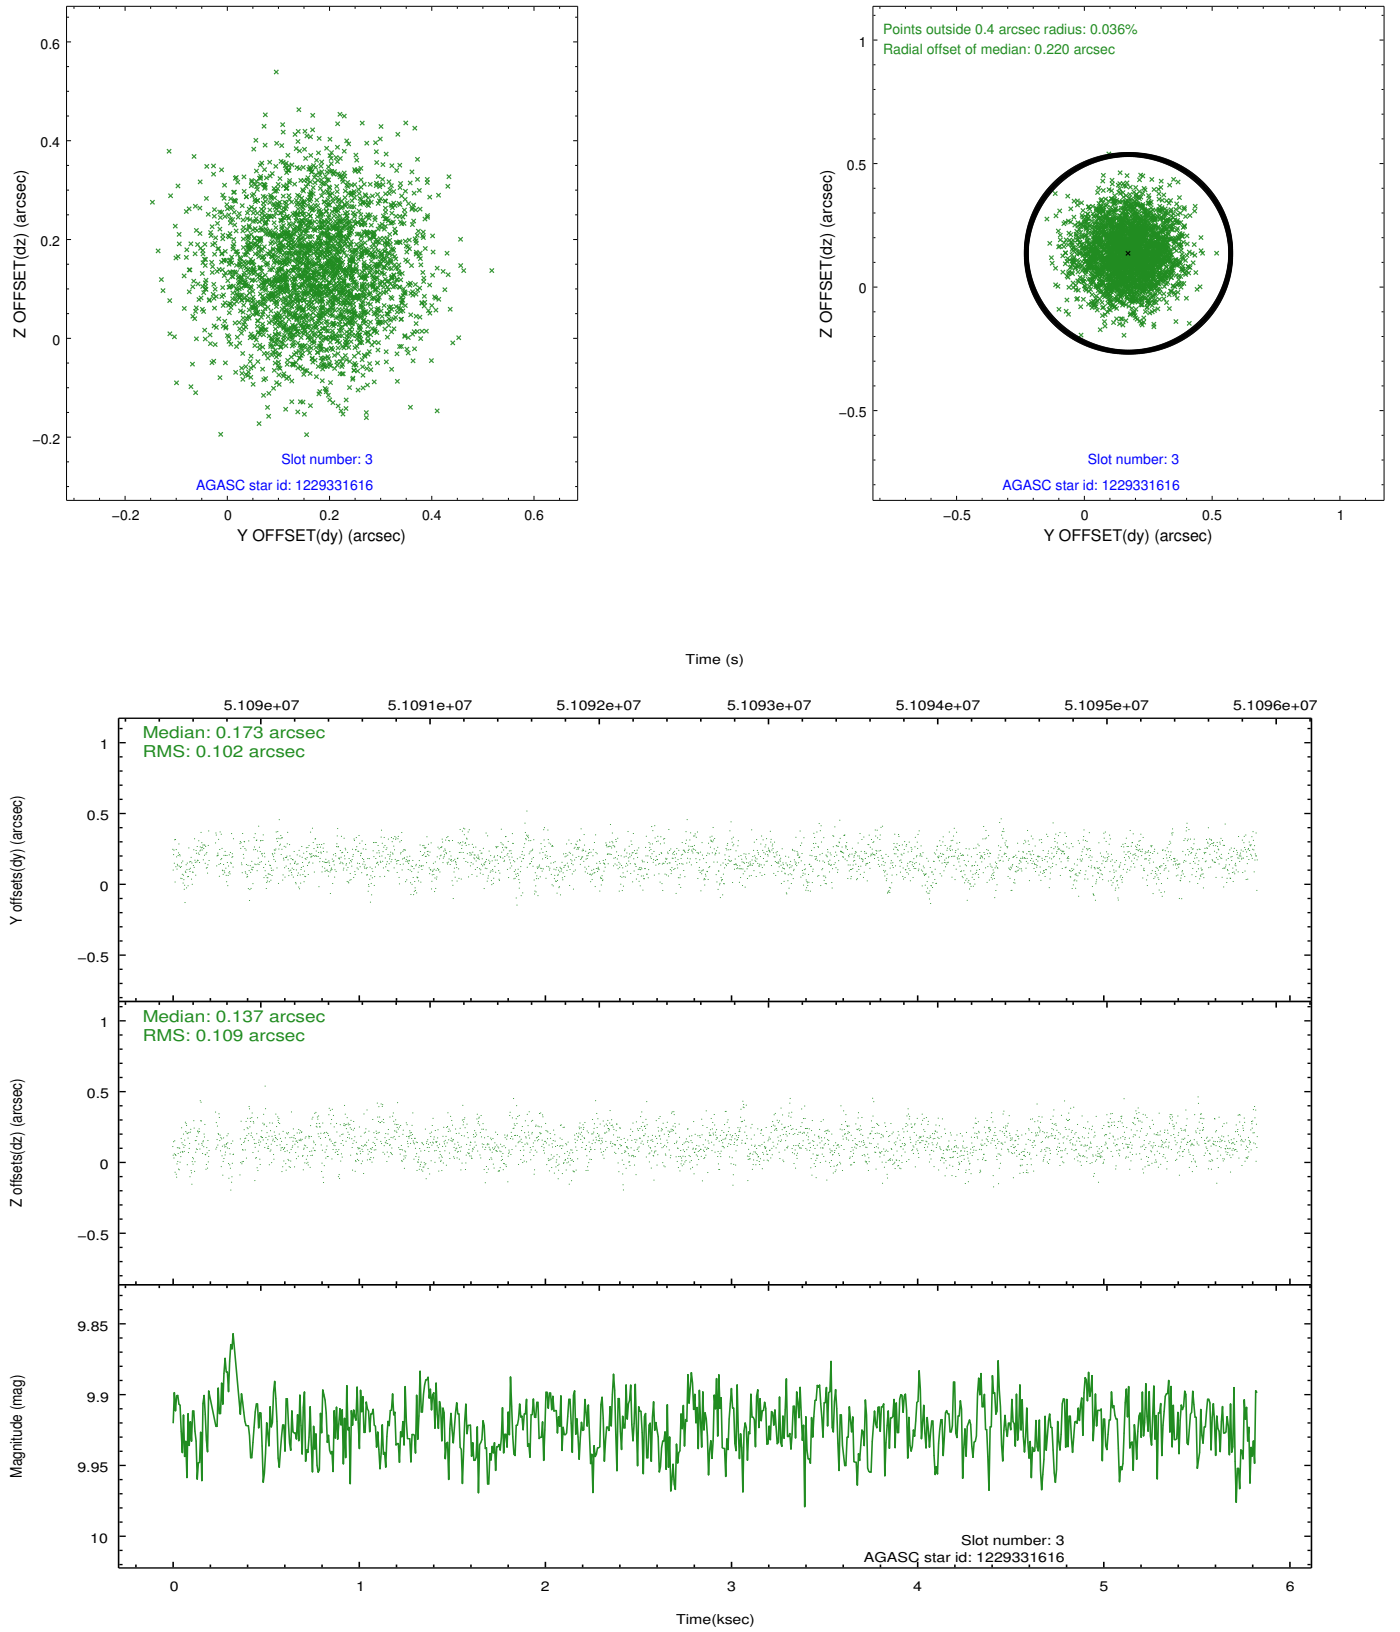 0.6
0.4
0.2
0
−0.2
Z OFFSET(dz) (arcsec)
Slot number: 3
AGASC star id: 1229331616
−0.2 0 0.2 0.4 0.6
Y OFFSET(dy) (arcsec)
Points outside 0.4 arcsec radius: 0.036%
Radial offset of median: 0.220 arcsec
1
0.5
0
−0.5
Z OFFSET(dz) (arcsec)
Slot number: 3
AGASC star id: 1229331616
−0.5 0 0.5 1
Y OFFSET(dy) (arcsec)
Time (s)
5.109e+07 5.1091e+07 5.1092e+07 5.1093e+07 5.1094e+07 5.1095e+07 5.1096e+07
Median: 0.173 arcsec
RMS: 0.102 arcsec
1
0.5
0
−0.5
Y offsets(dy) (arcsec)
Median: 0.137 arcsec
RMS: 0.109 arcsec
1
0.5
0
−0.5
Z offsets(dz) (arcsec)
9.85
9.9
9.95
10
Magnitude (mag)
Slot number: 3
AGASC star id: 1229331616
0 1 2 3 4 5 6
Time(ksec)